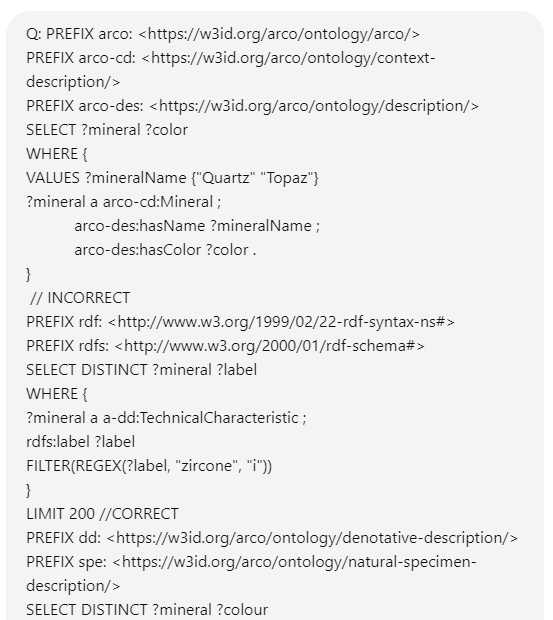 Q: PREFIX arco: <https://w3id.org/arco/ontology/arco/>
PREFIX arco-cd: <https://w3id.org/arco/ontology/context-
description/>
PREFIX arco-des: <https://w3id.org/arco/ontology/description/>
SELECT ?mineral ?color
WHERE {
VALUES ?mineralName {"Quartz" "Topaz"}
?mineral a arco-cd:Mineral ;
arco-des:hasName ?mineralName ;
arco-des:hasColor ?color .
}
// INCORRECT
PREFIX rdf: <http://www.w3.org/1999/02/22-rdf-syntax-ns#>
PREFIX rdfs: <http://www.w3.org/2000/01/rdf-schema#>
SELECT DISTINCT ?mineral ?label
WHERE {
?mineral a a-dd:TechnicalCharacteristic ;
rdfs:label ?label
FILTER(REGEX(?label, "zircone", "i"))
}
LIMIT 200 //CORRECT
PREFIX dd: <https://w3id.org/arco/ontology/denotative-description/>
PREFIX spe: <https://w3id.org/arco/ontology/natural-specimen-
description/>
SELECT DISTINCT ?mineral ?colour